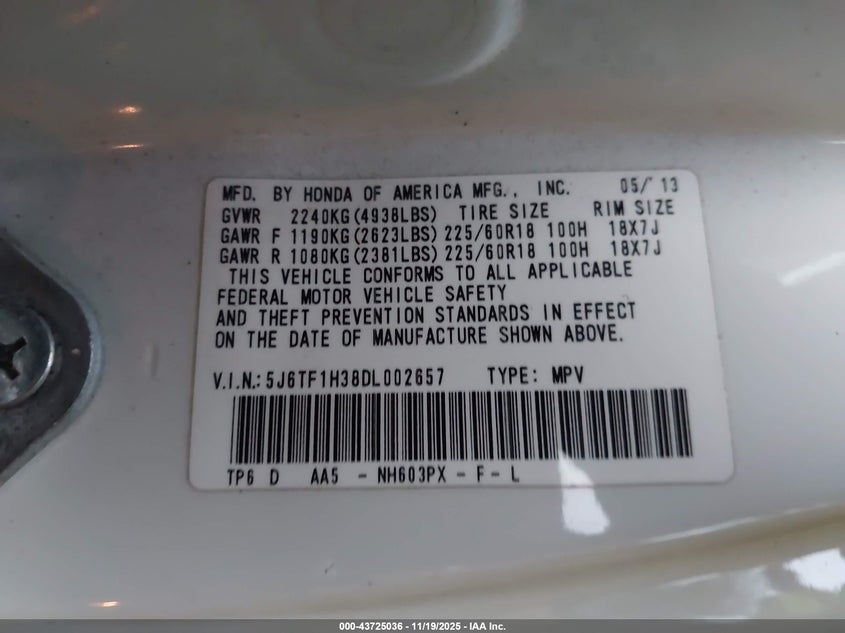 MFD. BY HONDA OF AMERICA MFG., INC. 05/ 13
GVWR 2240KG(4938LBS) TIRE SIZE RIM SIZE
GAWR F 1190KG(2623LBS) 225/60R18 100H 18X7J
GAWR R 1080KG(2381LBS) 225/60R18 100H 18X7J
THIS VEHICLE CONFORMS TO ALL APPLICABLE
FEDERAL MOTOR VEHICLE SAFETY
AND THEFT PREVENTION STANDARDS IN EFFECT
ON THE DATE OF MANUFACTURE SHOWN ABOVE.
V.I.N.: 5J6TF1H38DL002657 TYPE: MPV
TP6 D AA5 - NH603PX - F - L
000-43725036 - 11/19/2025 - IAA Inc.